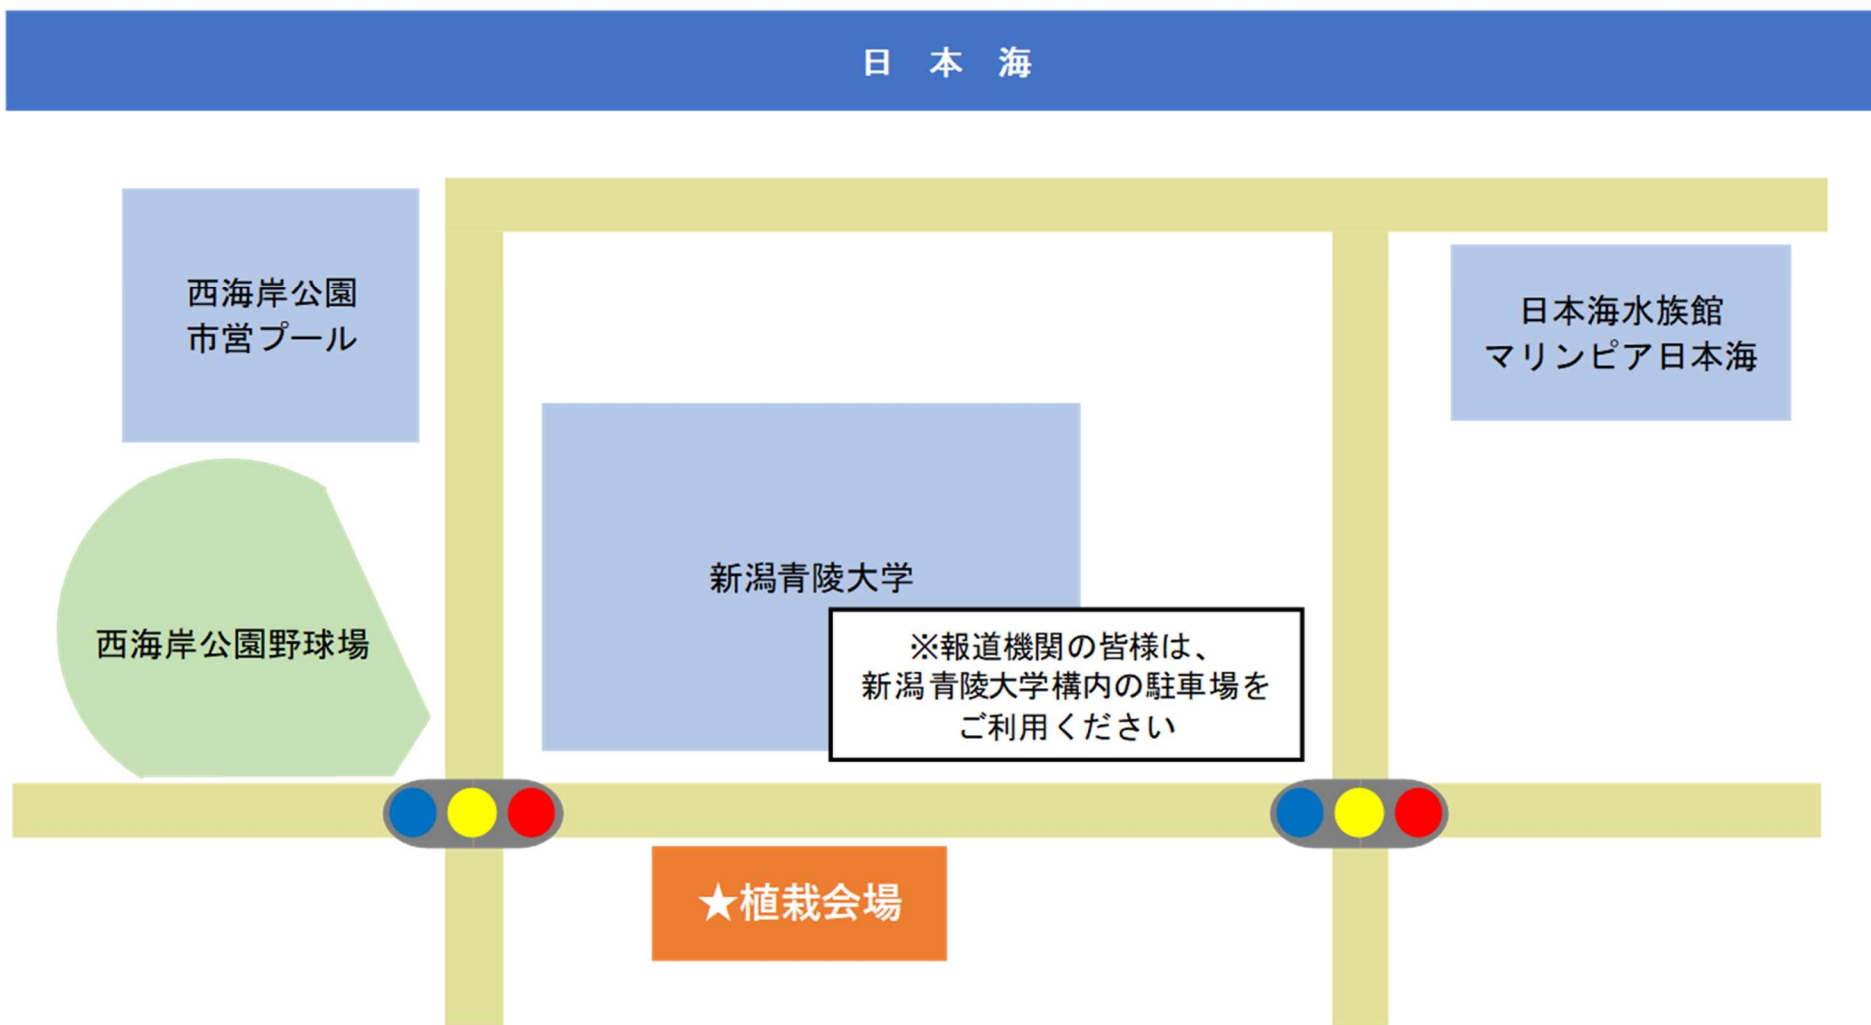 日 本 海
西海岸公園
市営プール
日本海水族館
マリンピア日本海
新潟青陵大学
西海岸公園野球場
※報道機関の皆様は、
新潟青陵大学構内の駐車場を
ご利用ください
★植栽会場